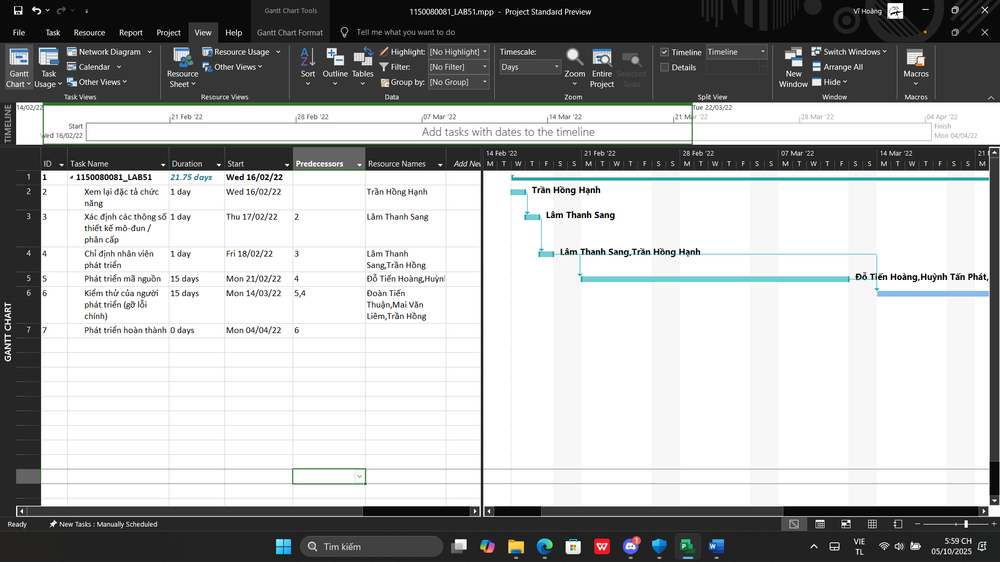 Gantt Chart Tools
1150080081_LAB51.mpp - Project Standard Preview
Vĩ Hoàng
File Task Resource Report Project View Help Gantt Chart Format Tell me what you want to do
Gantt Chart
Task Usage
Network Diagram
Calendar
Other Views
Task Views
Resource Sheet
Resource Usage
Other Views
Resource Views
Sort
Outline
Tables
Highlight: [No Highlight]
Filter: [No Filter]
Group by: [No Group]
Data
Timescale:
Days
Zoom
Entire Project
Selected Tasks
Zoom
Timeline Timeline
Details
Split View
New Window
Switch Windows
Arrange All
Hide
Window
Macros
Macros
TIMELINE
14/02/22
Tue 22/03/22
21 Feb '22 28 Feb '22 07 Mar '22 14 Mar '22 21 Mar '22 28 Mar '22 04 Apr '22
Start
Wed 16/02/22
Add tasks with dates to the timeline
Finish
Mon 04/04/22
GANTT CHART
ID Task Name Duration Start Predecessors Resource Names Add New
1 1 1150080081_LAB51 21.75 days Wed 16/02/22
2 2 Xem lại đặc tả chức năng 1 day Wed 16/02/22 Trần Hồng Hạnh
3 3 Xác định các thông số thiết kế mô-đun / phân cấp 1 day Thu 17/02/22 2 Lâm Thanh Sang
4 4 Chỉ định nhân viên phát triển 1 day Fri 18/02/22 3 Lâm Thanh Sang,Trần Hồng
5 5 Phát triển mã nguồn 15 days Mon 21/02/22 4 Đỗ Tiến Hoàng,Huỳnl
6 6 Kiểm thử của người phát triển (gỡ lỗi chính) 15 days Mon 14/03/22 5,4 Đoàn Tiến Thuận,Mai Văn Liêm,Trần Hồng
7 7 Phát triển hoàn thành 0 days Mon 04/04/22 6
14 Feb '22 21 Feb '22 28 Feb '22 07 Mar '22 14 Mar '22 21
M T W T F S S M T W T F S S M T W T F S S M T W T F S S M T W T F S S M
Trần Hồng Hạnh
Lâm Thanh Sang
Lâm Thanh Sang,Trần Hồng Hạnh
Đỗ Tiến Hoàng,Huỳnh Tấn Phát,
Ready New Tasks : Manually Scheduled
Tìm kiếm
1
VIE
TL
5:59 CH
05/10/2025